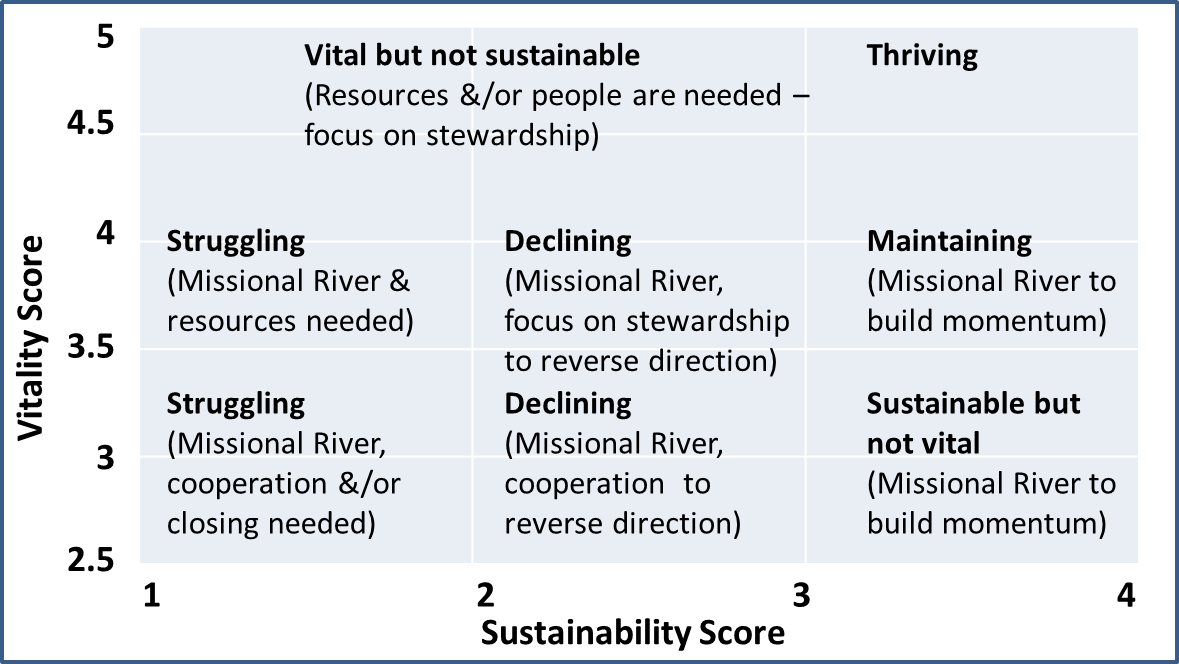 Vitality Score
5
4.5
4
3.5
3
2.5
Vital but not sustainable
(Resources &/or people are needed –
focus on stewardship)
Thriving
Struggling
(Missional River &
resources needed)
Declining
(Missional River,
focus on stewardship
to reverse direction)
Maintaining
(Missional River to
build momentum)
Struggling
(Missional River,
cooperation &/or
closing needed)
Declining
(Missional River,
cooperation to
reverse direction)
Sustainable but
not vital
(Missional River to
build momentum)
1
2
3
4
Sustainability Score